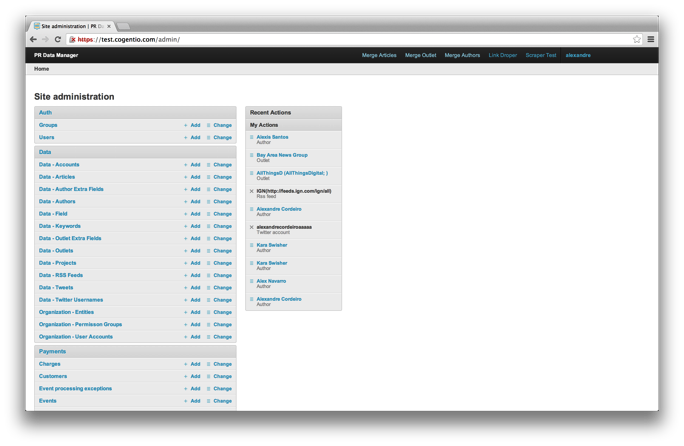 Site administration | PR Da
https://test.cogentio.com/admin/
PR Data Manager
Merge Articles Merge Outlet Merge Authors Link Droper Scraper Test alexandre
Home
Site administration
Auth
Groups Add Change
Users Add Change
Data
Data - Accounts Add Change
Data - Articles Add Change
Data - Author Extra Fields Add Change
Data - Authors Add Change
Data - Field Add Change
Data - Keywords Add Change
Data - Outlet Extra Fields Add Change
Data - Outlets Add Change
Data - Projects Add Change
Data - RSS Feeds Add Change
Data - Tweets Add Change
Data - Twitter Usernames Add Change
Organization - Entities Add Change
Organization - Permisson Groups Add Change
Organization - User Accounts Add Change
Payments
Charges Add Change
Customers Add Change
Event processing exceptions Add Change
Events Add Change
Recent Actions
My Actions
Alexis Santos
Author
Bay Area News Group
Outlet
AllThingsD (AllThingsDigital; )
Outlet
IGN(http://feeds.ign.com/ign/all)
Rss feed
Alexandre Cordeiro
Author
alexandrecordeiroaaaaa
Twitter account
Kara Swisher
Author
Kara Swisher
Author
Alex Navarro
Author
Alexandre Cordeiro
Author